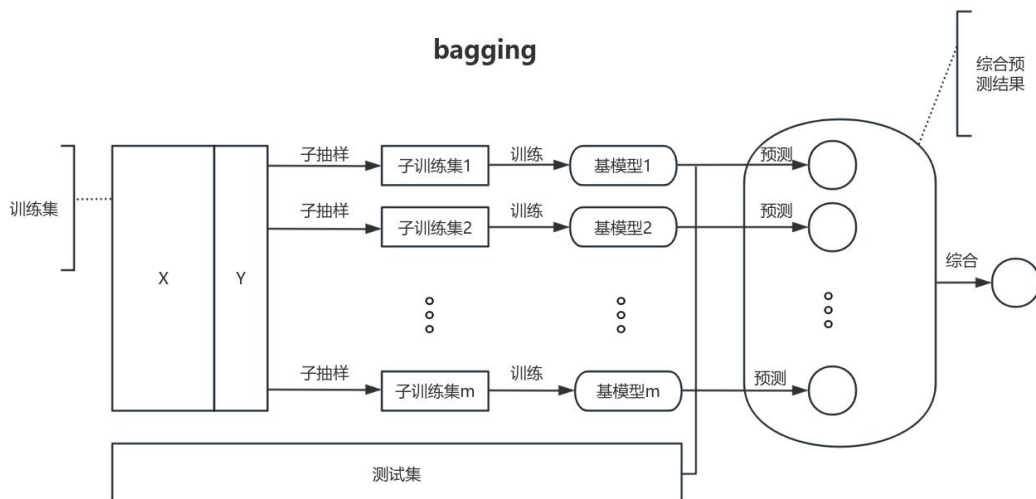 bagging
综合预
测结果
训练集
X
Y
子抽样
子训练集1
训练
基模型1
预测
子抽样
子训练集2
训练
基模型2
预测
综合
子抽样
子训练集m
训练
基模型m
预测
测试集